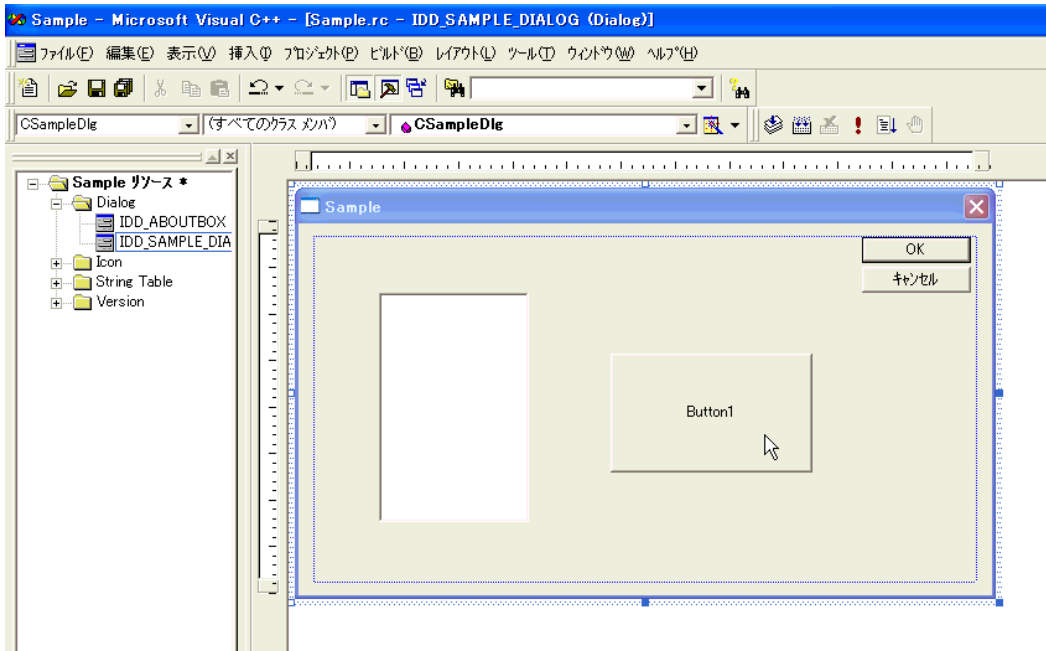 Sample - Microsoft Visual C++ - [Sample.rc - IDD_SAMPLE_DIALOG (Dialog)]
ファイル(F) 編集(E) 表示(V) 挿入(I) プロジェクト(P) ビルド(B) レイアウト(L) ツール(T) ウィンドウ(W) ヘルプ(H)
CSampleDlg (すべてのクラス メンバ) CSampleDlg
Sample リソース *
Dialog
IDD_ABOUTBOX
IDD_SAMPLE_DIA
Icon
String Table
Version
Sample
OK
キャンセル
Button1